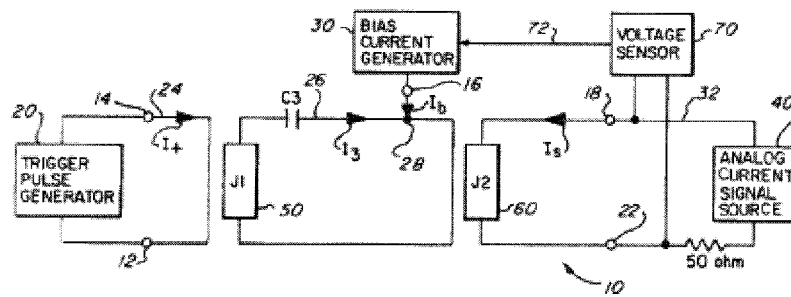 30
BIAS
CURRENT
GENERATOR
72
VOLTAGE
SENSOR
70
20
14
24
I+
TRIGGER
PULSE
GENERATOR
12
C3
26
I3
16
Ib
28
J1
50
18
32
Is
J2
60
22
40
ANALOG
CURRENT
SIGNAL
SOURCE
50 ohm
10